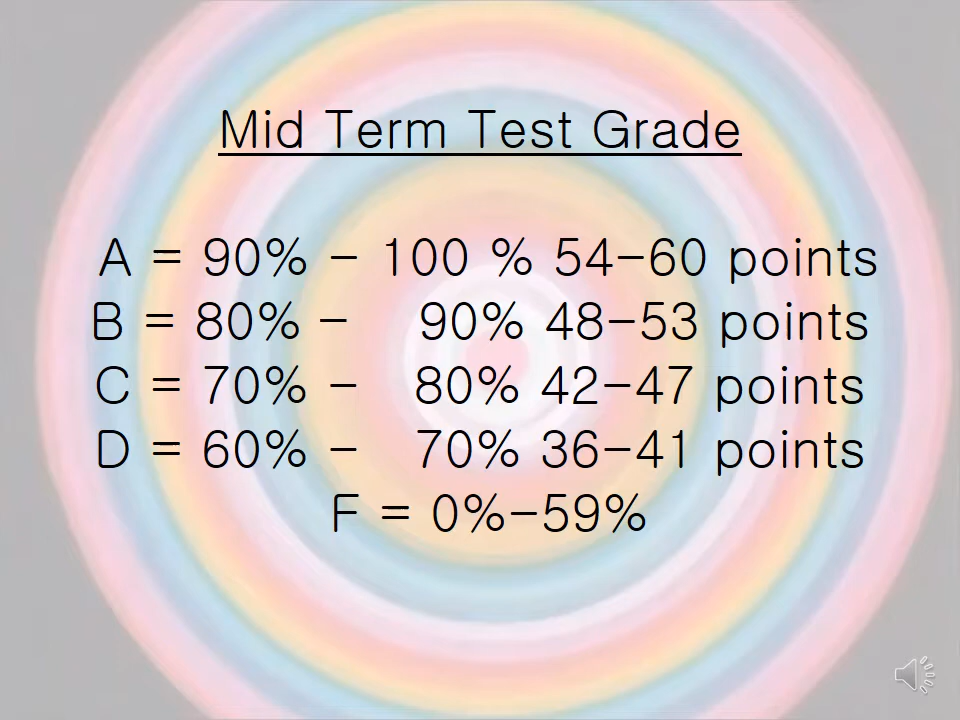 Mid Term Test Grade
A = 90% - 100 % 54-60 points
B = 80% - 90% 48-53 points
C = 70% - 80% 42-47 points
D = 60% - 70% 36-41 points
F = 0%-59%